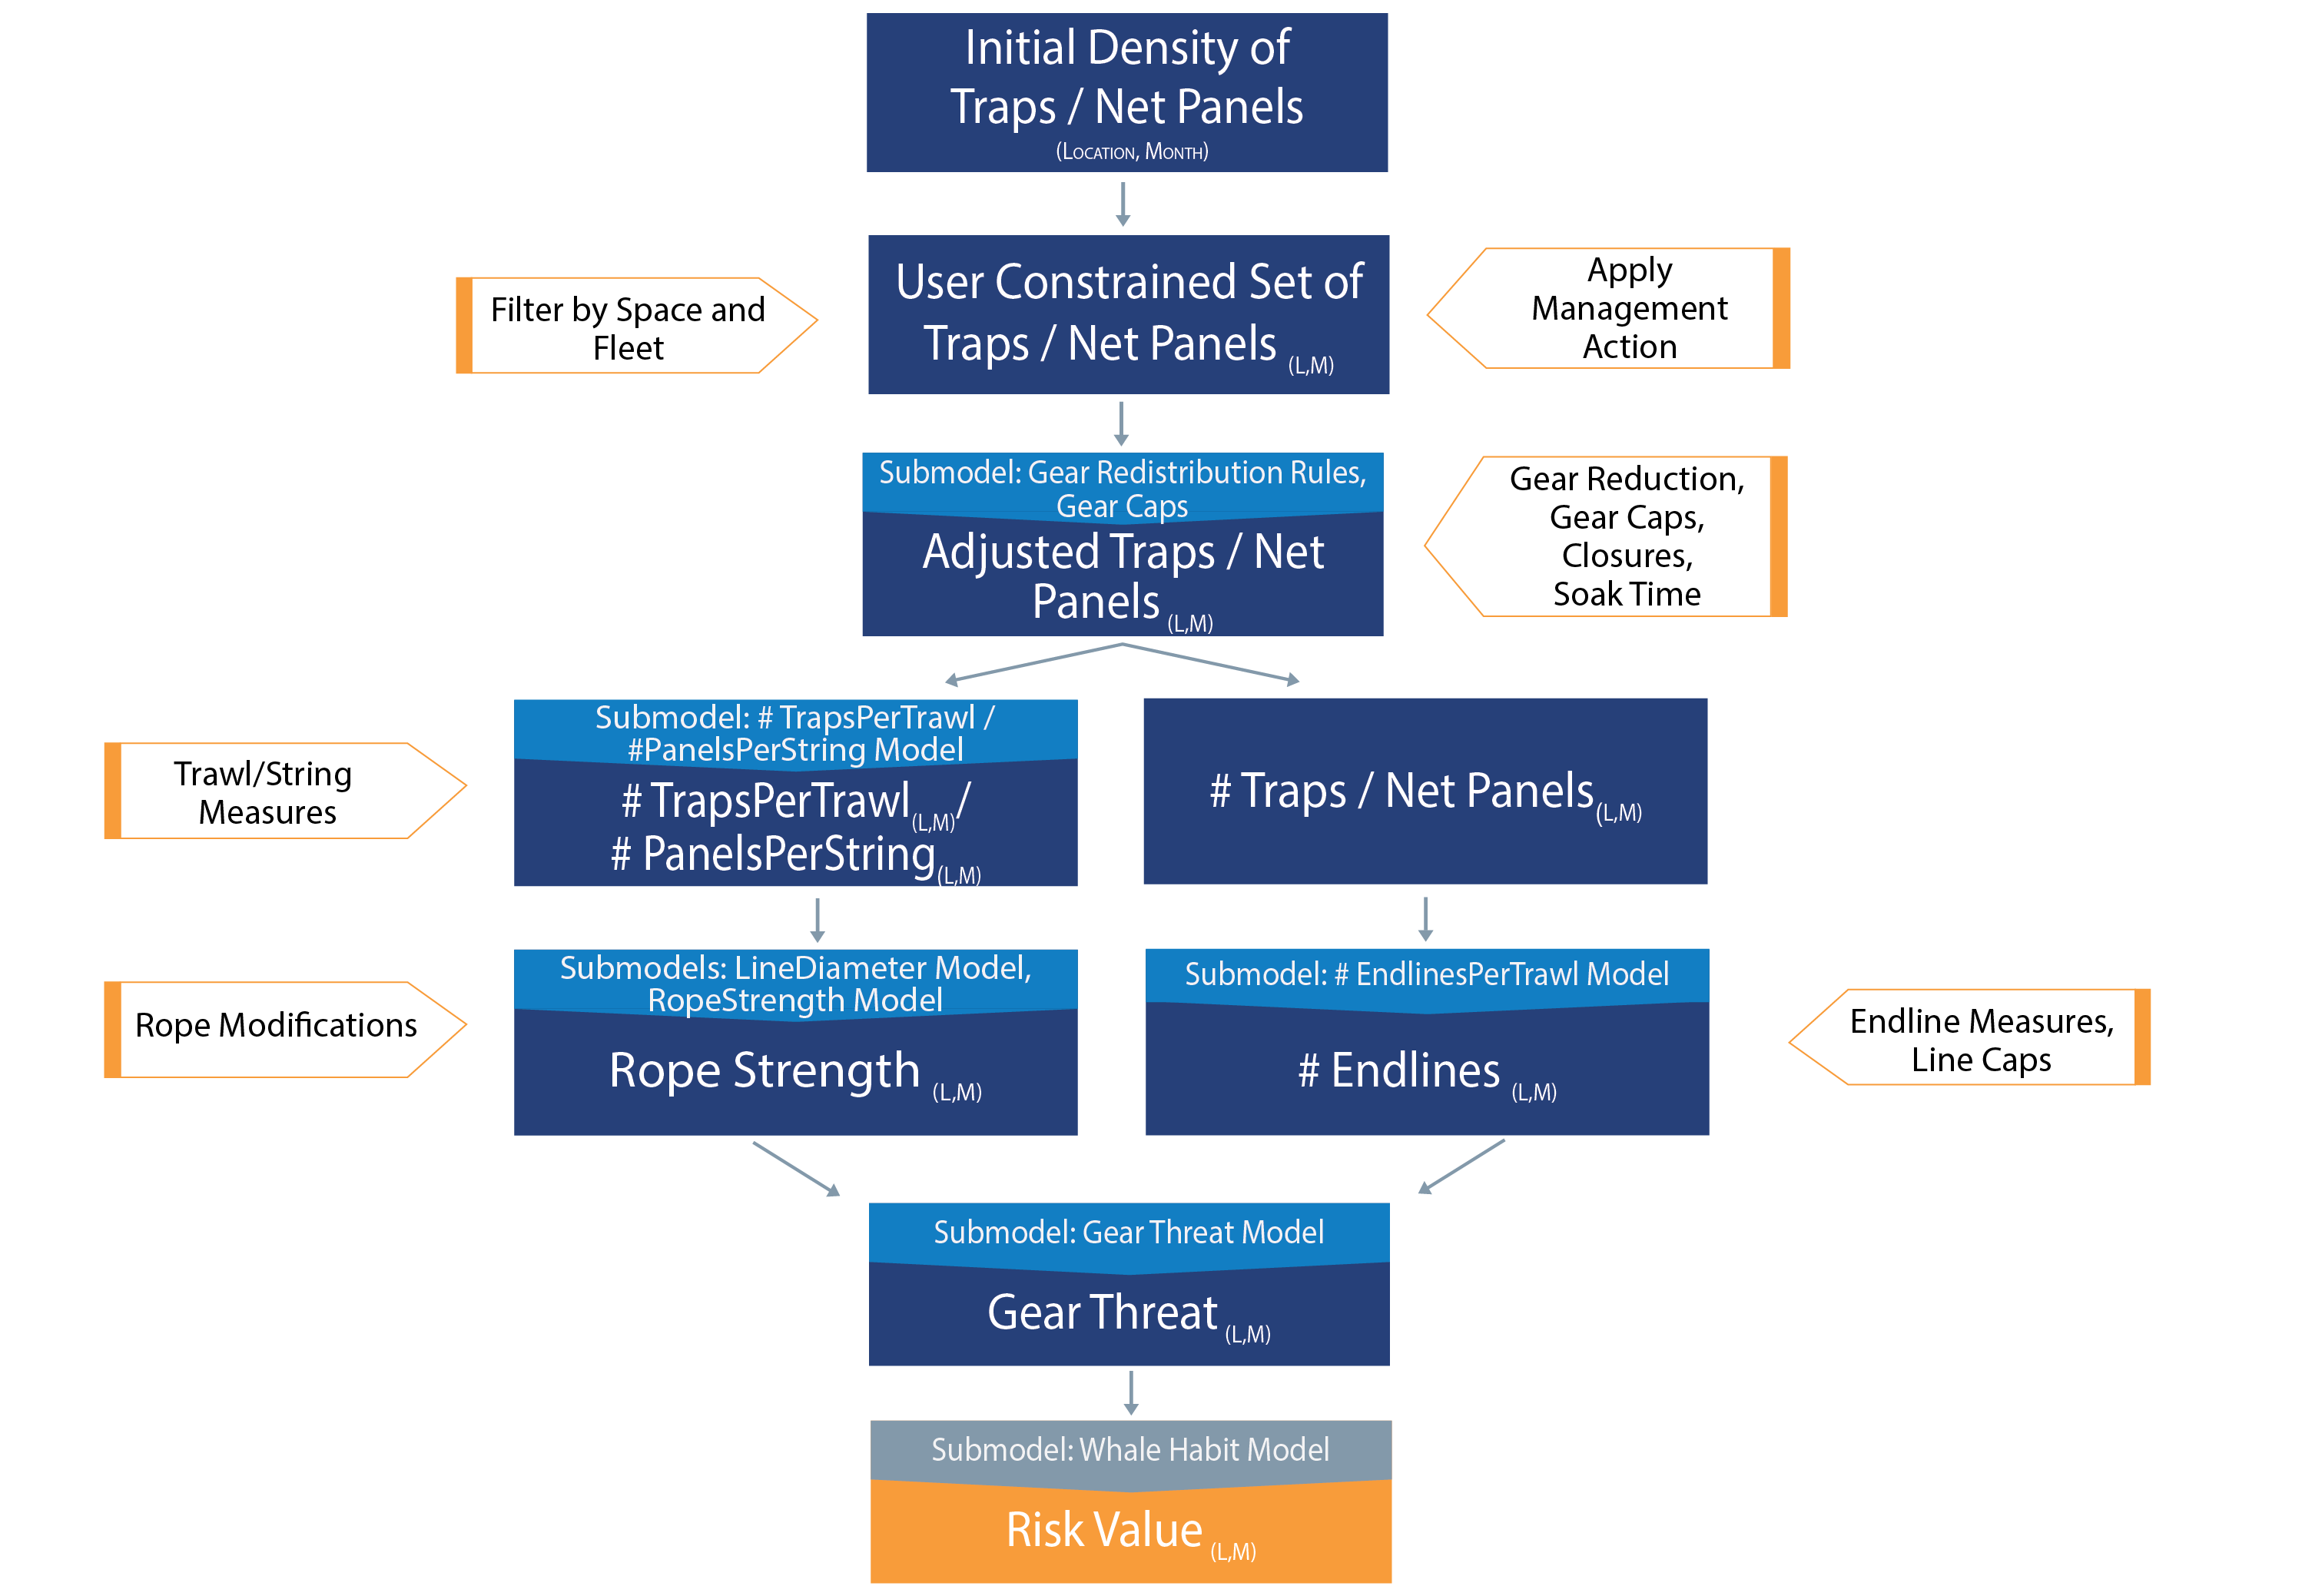 Initial Density of
Traps / Net Panels
(Location, Month)
Filter by Space and
Fleet
User Constrained Set of
Traps / Net Panels (L,M)
Apply
Management
Action
Submodel: Gear Redistribution Rules,
Gear Caps
Adjusted Traps / Net
Panels (L,M)
Gear Reduction,
Gear Caps,
Closures,
Soak Time
Trawl/String
Measures
Submodel: # TrapsPerTrawl /
#PanelsPerString Model
# TrapsPerTrawl(L,M)/
# PanelsPerString(L,M)
# Traps / Net Panels(L,M)
Rope Modifications
Submodels: LineDiameter Model,
RopeStrength Model
Rope Strength (L,M)
Submodel: # EndlinesPerTrawl Model
# Endlines (L,M)
Endline Measures,
Line Caps
Submodel: Gear Threat Model
Gear Threat (L,M)
Submodel: Whale Habit Model
Risk Value (L,M)